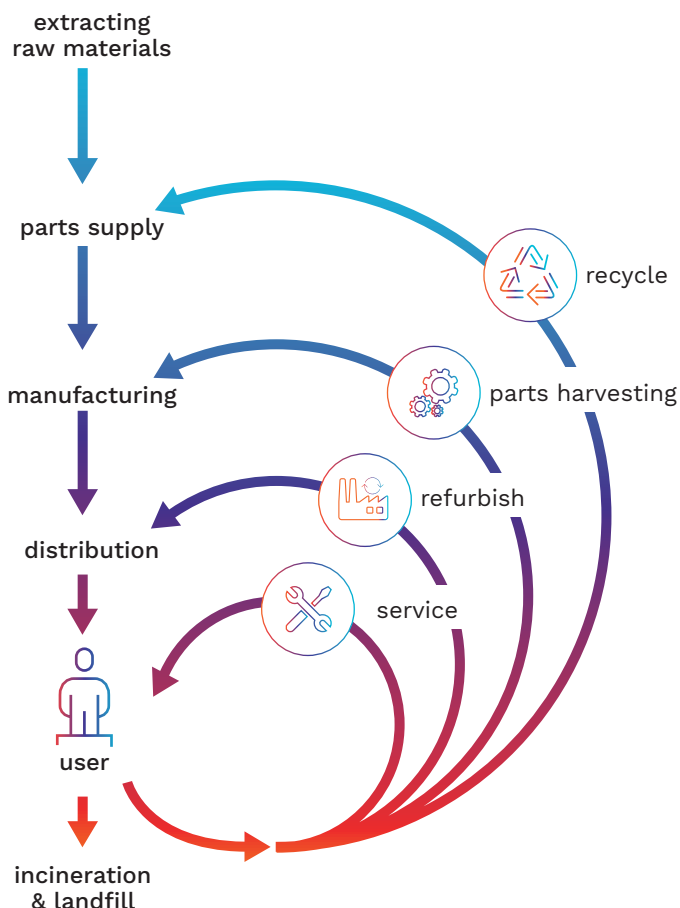 extracting
raw materials
parts supply
recycle
manufacturing
parts harvesting
refurbish
distribution
service
user
incineration
& landfill